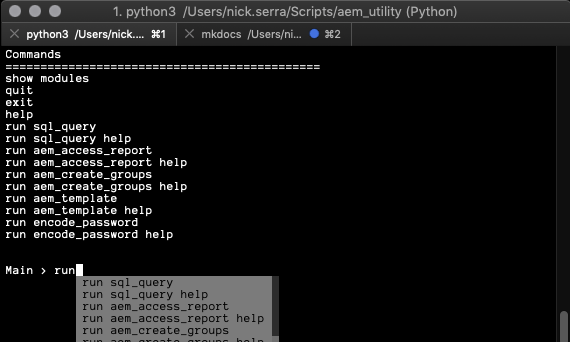 1. python3 /Users/nick.serra/Scripts/aem_utility (Python)
python3 /Users/nick.... ⌘1
mkdocs /Users/ni... ⌘2
Commands
==============================================
show modules
quit
exit
help
run sql_query
run sql_query help
run aem_access_report
run aem_access_report help
run aem_create_groups
run aem_create_groups help
run aem_template
run aem_template help
run encode_password
run encode_password help
Main > run
run sql_query
run sql_query help
run aem_access_report
run aem_access_report help
run aem_create_groups
run aem_create_groups help